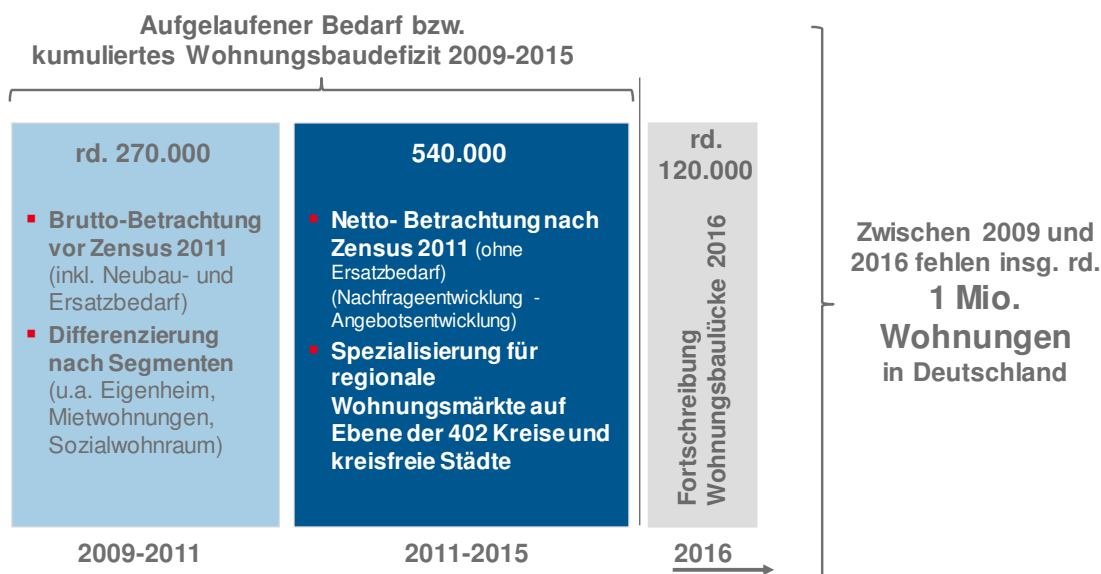 Aufgelaufener Bedarf bzw.
kumuliertes Wohnungsbaudefizit 2009-2015
rd. 270.000
▪ Brutto-Betrachtung
vor Zensus 2011
(inkl. Neubau- und
Ersatzbedarf)
▪ Differenzierung
nach Segmenten
(u.a. Eigenheim,
Mietwohnungen,
Sozialwohnraum)
2009-2011
540.000
▪ Netto- Betrachtung nach
Zensus 2011 (ohne
Ersatzbedarf)
(Nachfrageentwicklung -
Angebotsentwicklung)
▪ Spezialisierung für
regionale
Wohnungsmärkte auf
Ebene der 402 Kreise und
kreisfreie Städte
2011-2015
rd.
120.000
Fortschreibung
Wohnungsbaulücke 2016
2016
Zwischen 2009 und
2016 fehlen insg. rd.
1 Mio.
Wohnungen
in Deutschland